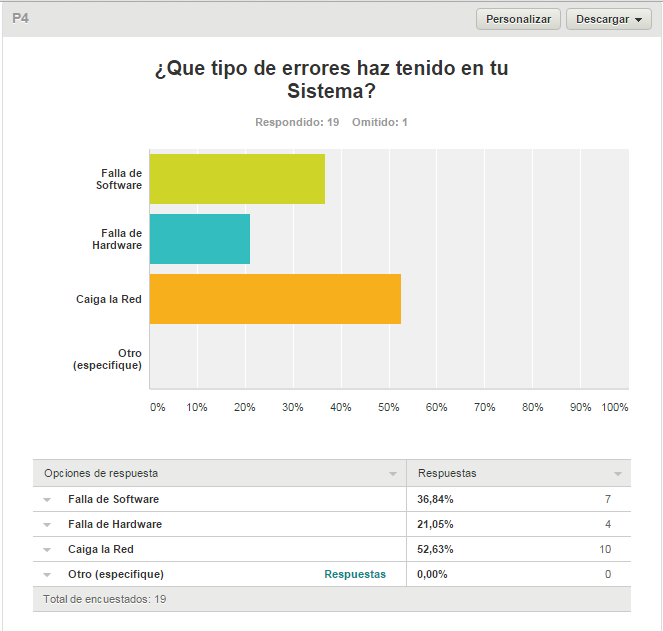 P4
Personalizar
Descargar
¿Que tipo de errores haz tenido en tu
Sistema?
Respondido: 19 Omitido: 1
Falla de
Software
Falla de
Hardware
Caiga la Red
Otro
(especifique)
0% 10% 20% 30% 40% 50% 60% 70% 80% 90% 100%
Opciones de respuesta Respuestas
Falla de Software 36,84% 7
Falla de Hardware 21,05% 4
Caiga la Red 52,63% 10
Otro (especifique) Respuestas 0,00% 0
Total de encuestados: 19